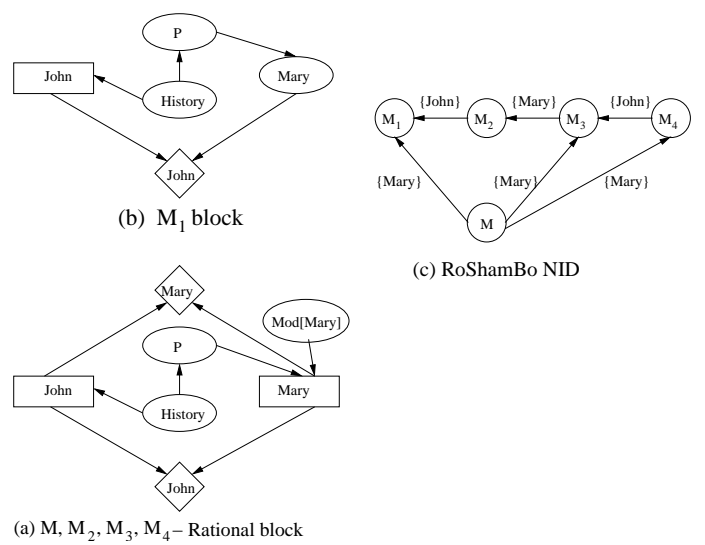 P
John
Mary
History
John
(b) M1 block
{John} {Mary} {John}
M1 M2 M3 M4
{Mary} {Mary} {Mary}
M
(c) RoShamBo NID
Mary
Mod[Mary]
P
John
Mary
History
John
(a) M, M2, M3, M4 – Rational block